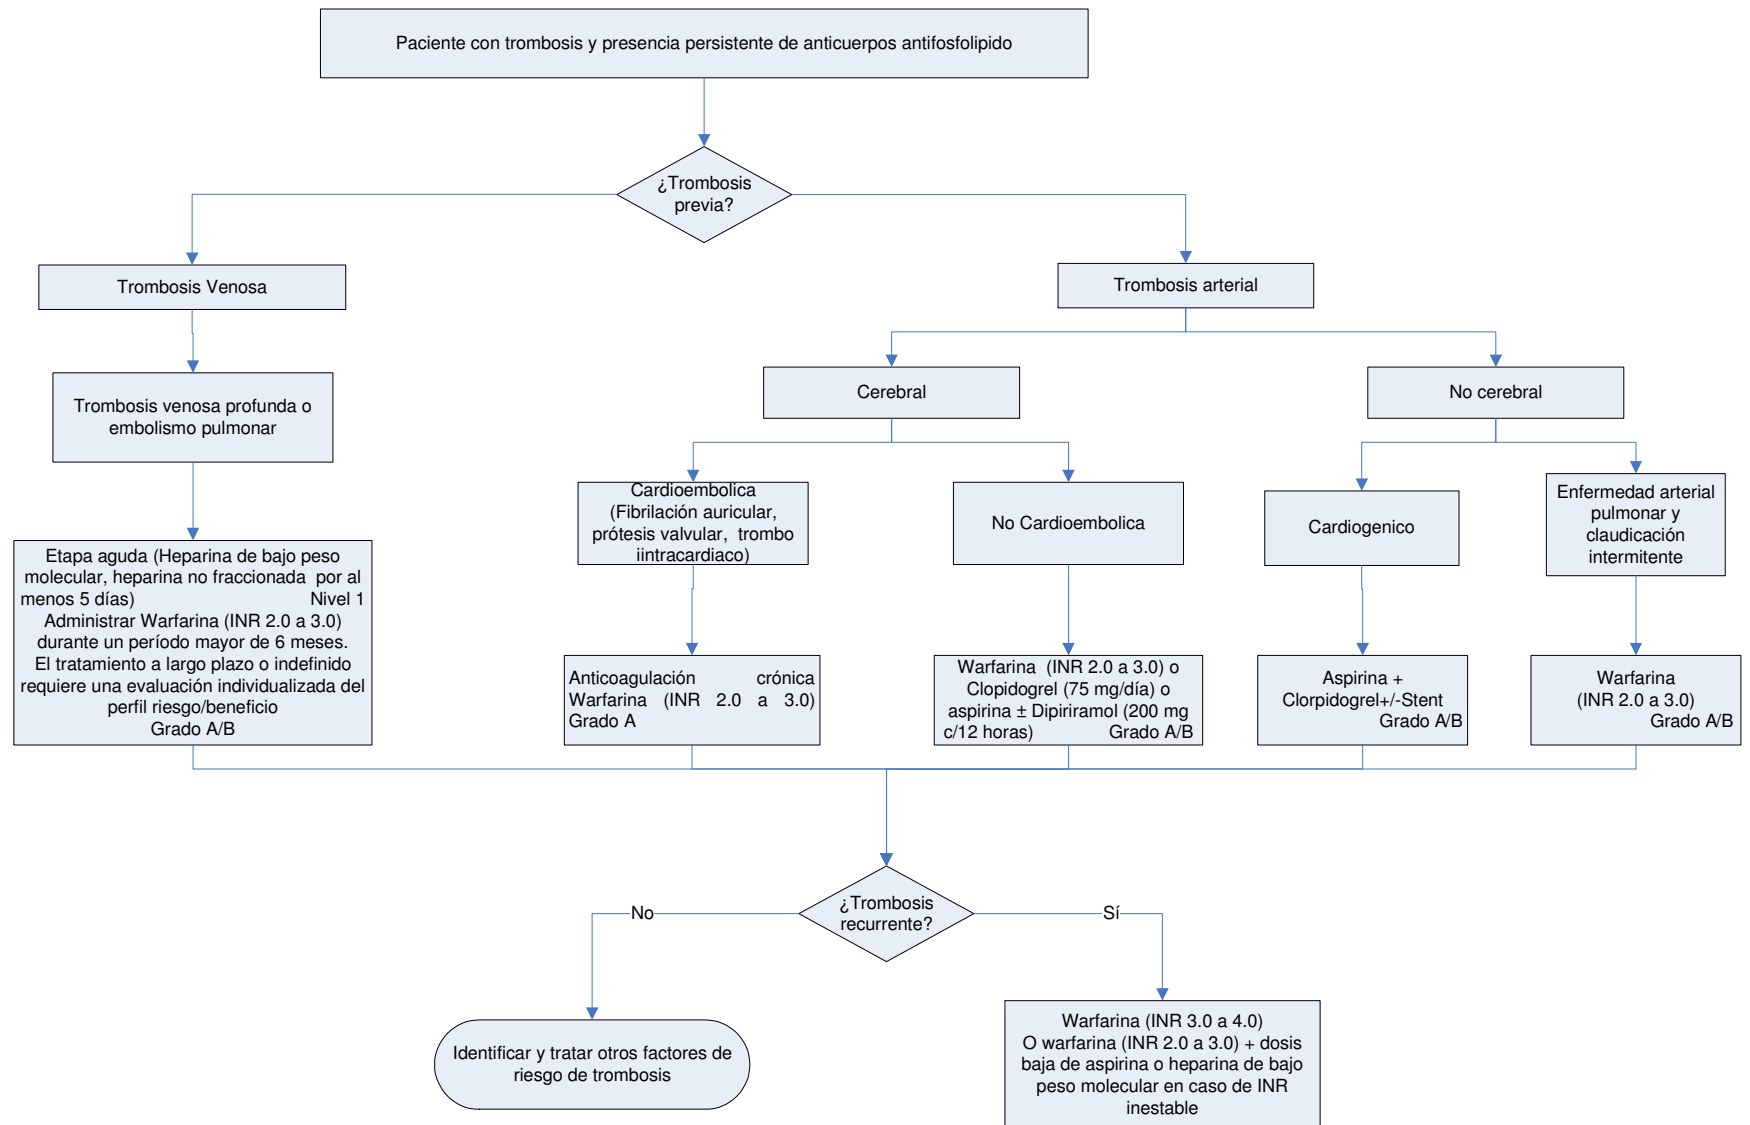 Paciente con trombosis y presencia persistente de anticuerpos antifosfolipido
¿Trombosis
previa?
Trombosis Venosa
Trombosis arterial
Trombosis venosa profunda o
embolismo pulmonar
Cerebral
No cerebral
Cardioembolica
(Fibrilación auricular,
prótesis valvular, trombo
iintracardiaco)
No Cardioembolica
Cardiogenico
Enfermedad arterial
pulmonar y
claudicación
intermitente
Etapa aguda (Heparina de bajo peso
molecular, heparina no fraccionada por al
menos 5 días) Nivel 1
Administrar Warfarina (INR 2.0 a 3.0)
durante un período mayor de 6 meses.
El tratamiento a largo plazo o indefinido
requiere una evaluación individualizada del
perfil riesgo/beneficio
Grado A/B
Anticoagulación crónica
Warfarina (INR 2.0 a 3.0)
Grado A
Warfarina (INR 2.0 a 3.0) o
Clopidogrel (75 mg/día) o
aspirina ± Dipiriramol (200 mg
c/12 horas) Grado A/B
Aspirina +
Clorpidogrel+/-Stent
Grado A/B
Warfarina
(INR 2.0 a 3.0)
Grado A/B
¿Trombosis
recurrente?
No
Sí
Identificar y tratar otros factores de
riesgo de trombosis
Warfarina (INR 3.0 a 4.0)
O warfarina (INR 2.0 a 3.0) + dosis
baja de aspirina o heparina de bajo
peso molecular en caso de INR
inestable